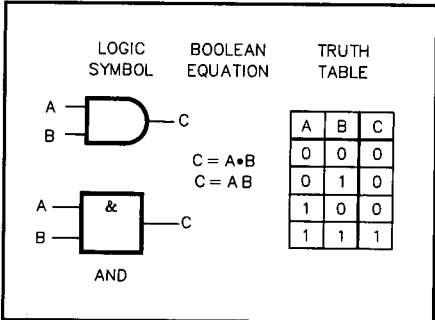 LOGIC SYMBOL
BOOLEAN EQUATION
TRUTH TABLE
A
B
C
C = A•B
C = A B
A
B
&
C
AND
A B C
0 0 0
0 1 0
1 0 0
1 1 1